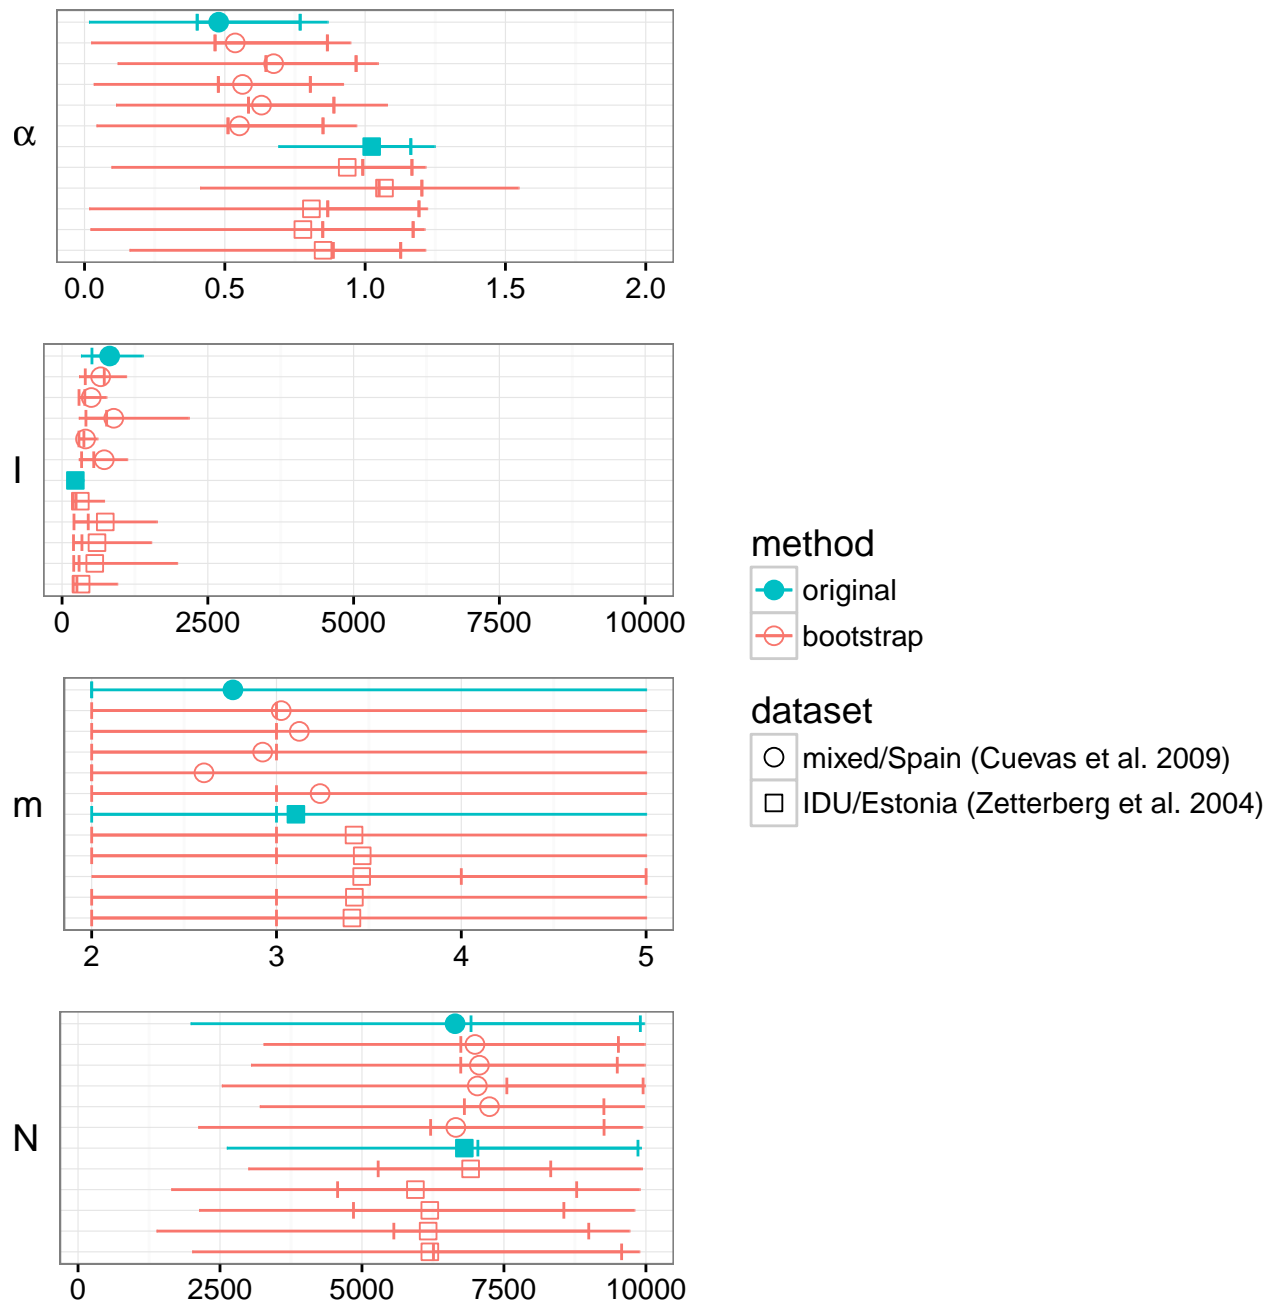 α
0.0 0.5 1.0 1.5 2.0
I
0 2500 5000 7500 10000
m
2 3 4 5
N
0 2500 5000 7500 10000
method
original
bootstrap
dataset
mixed/Spain (Cuevas et al. 2009)
IDU/Estonia (Zetterberg et al. 2004)